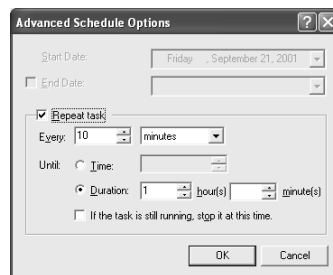 Advanced Schedule Options
Start Date: Friday , September 21, 2001
End Date:
Repeat task
Every: 10 minutes
Until: Time:
Duration: 1 hour(s) minute(s)
If the task is still running, stop it at this time.
OK Cancel